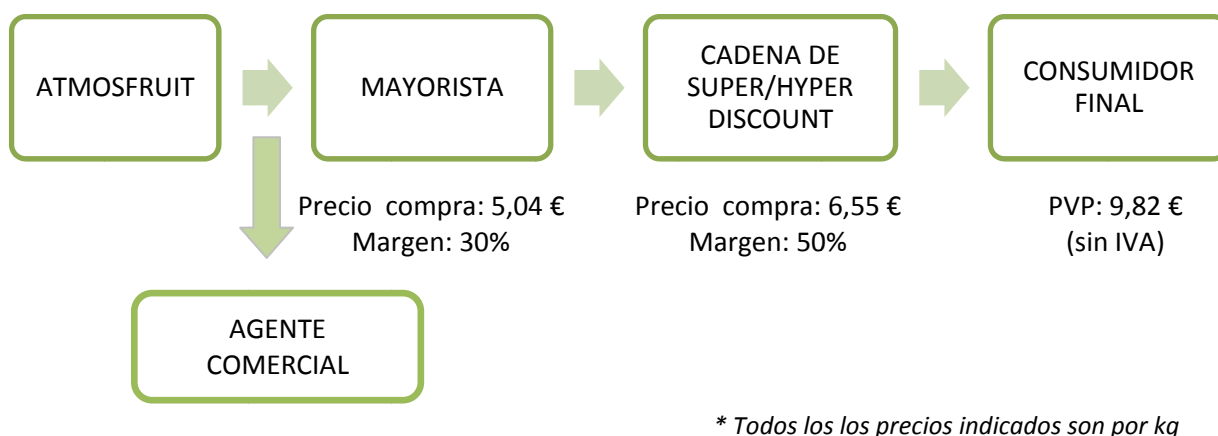 ATMOSFRUIT
MAYORISTA
CADENA DE
SUPER/HYPER
DISCOUNT
CONSUMIDOR
FINAL
Precio compra: 5,04 €
Margen: 30%
Precio compra: 6,55 €
Margen: 50%
PVP: 9,82 €
(sin IVA)
AGENTE
COMERCIAL
* Todos los los precios indicados son por kg